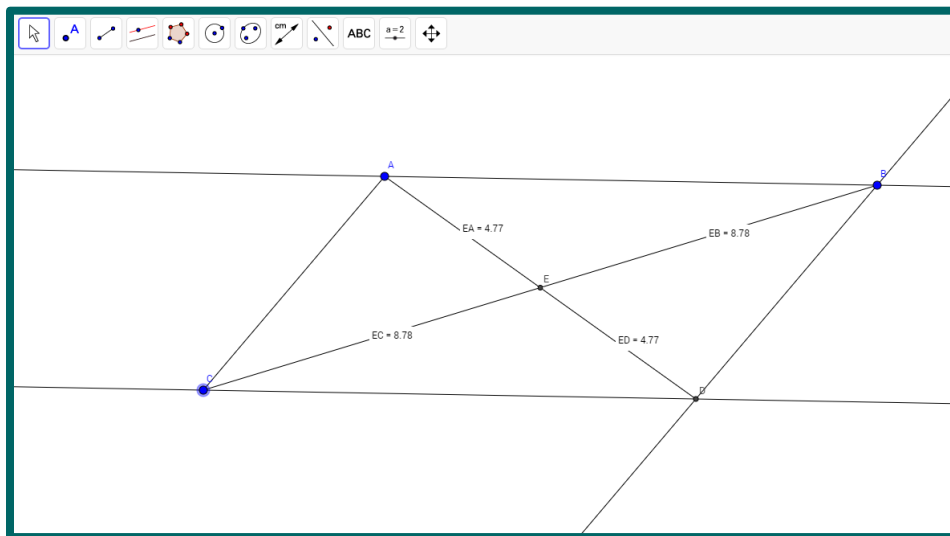 A
cm
ABC
a=2
A
B
EA = 4.77
EB = 8.78
E
EC = 8.78
ED = 4.77
C
D